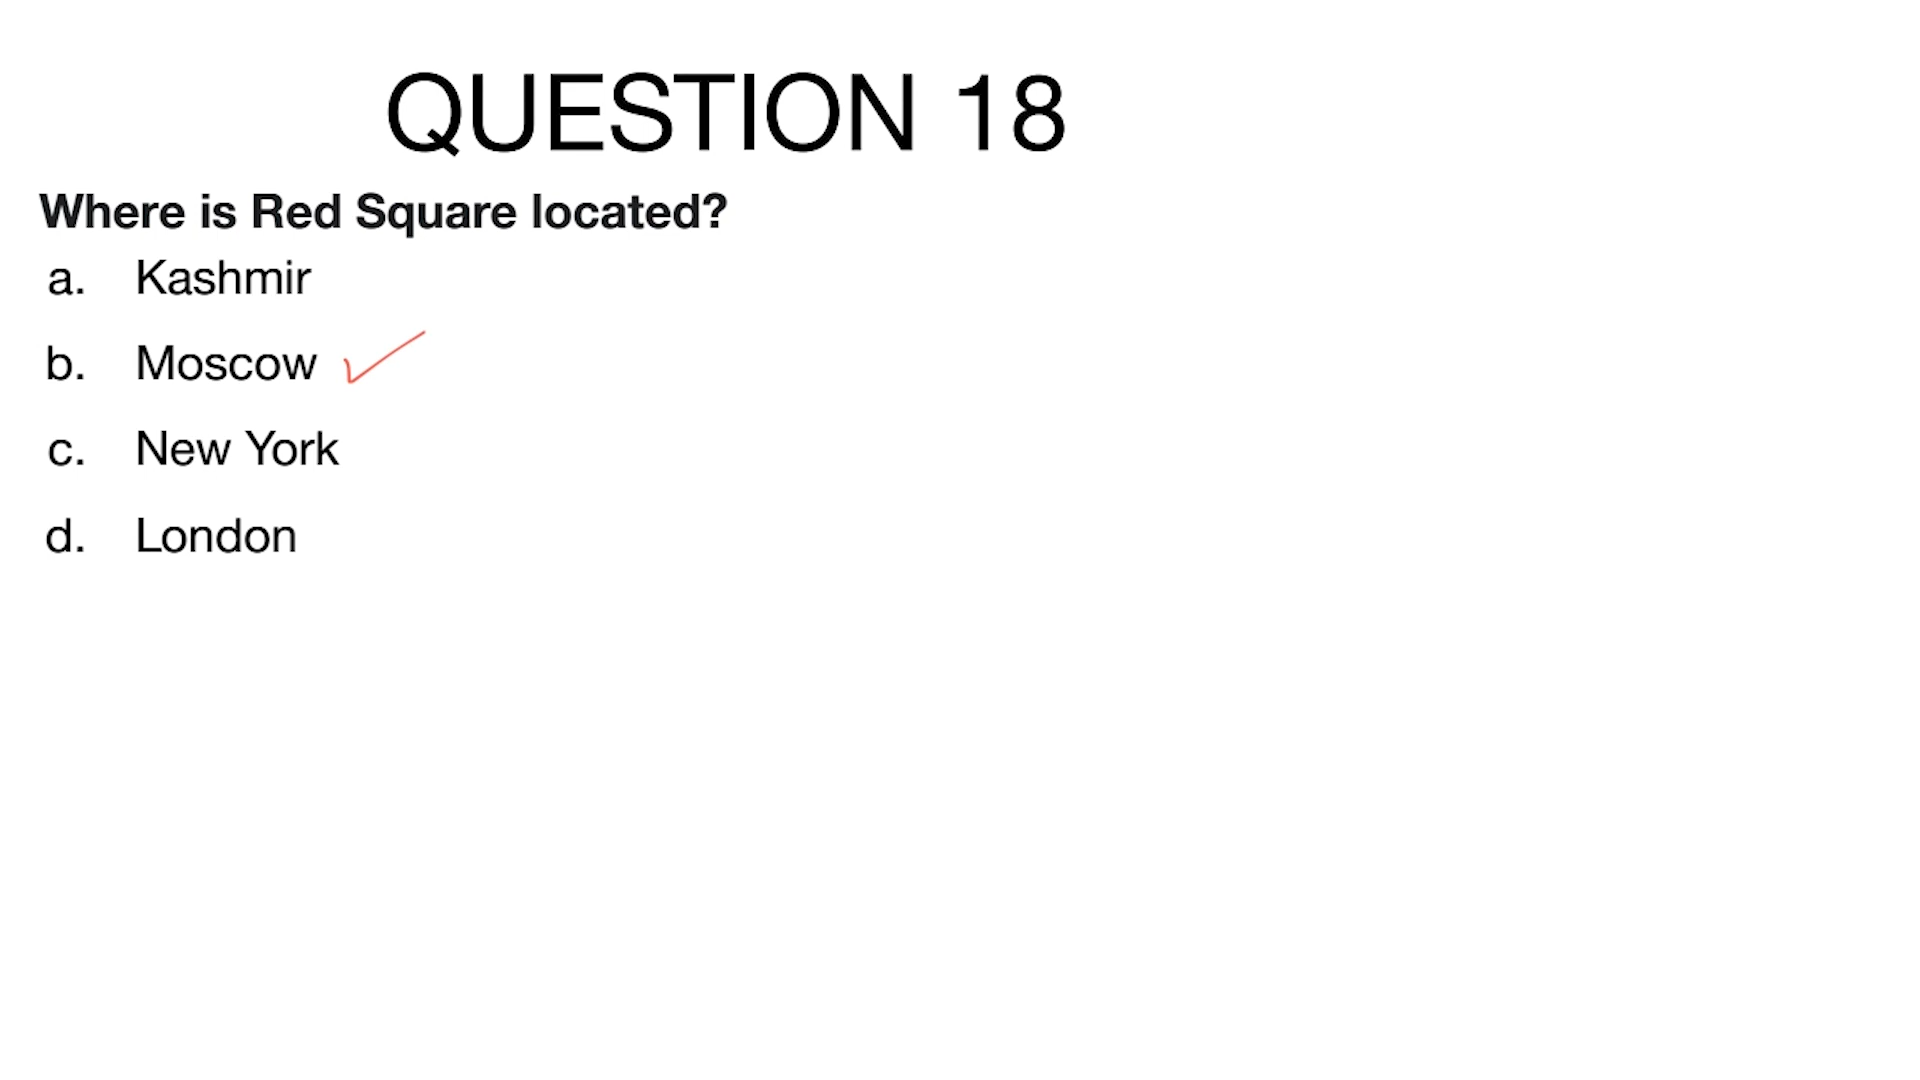 QUESTION 18
Where is Red Square located?
a. Kashmir
b. Moscow
c. New York
d. London